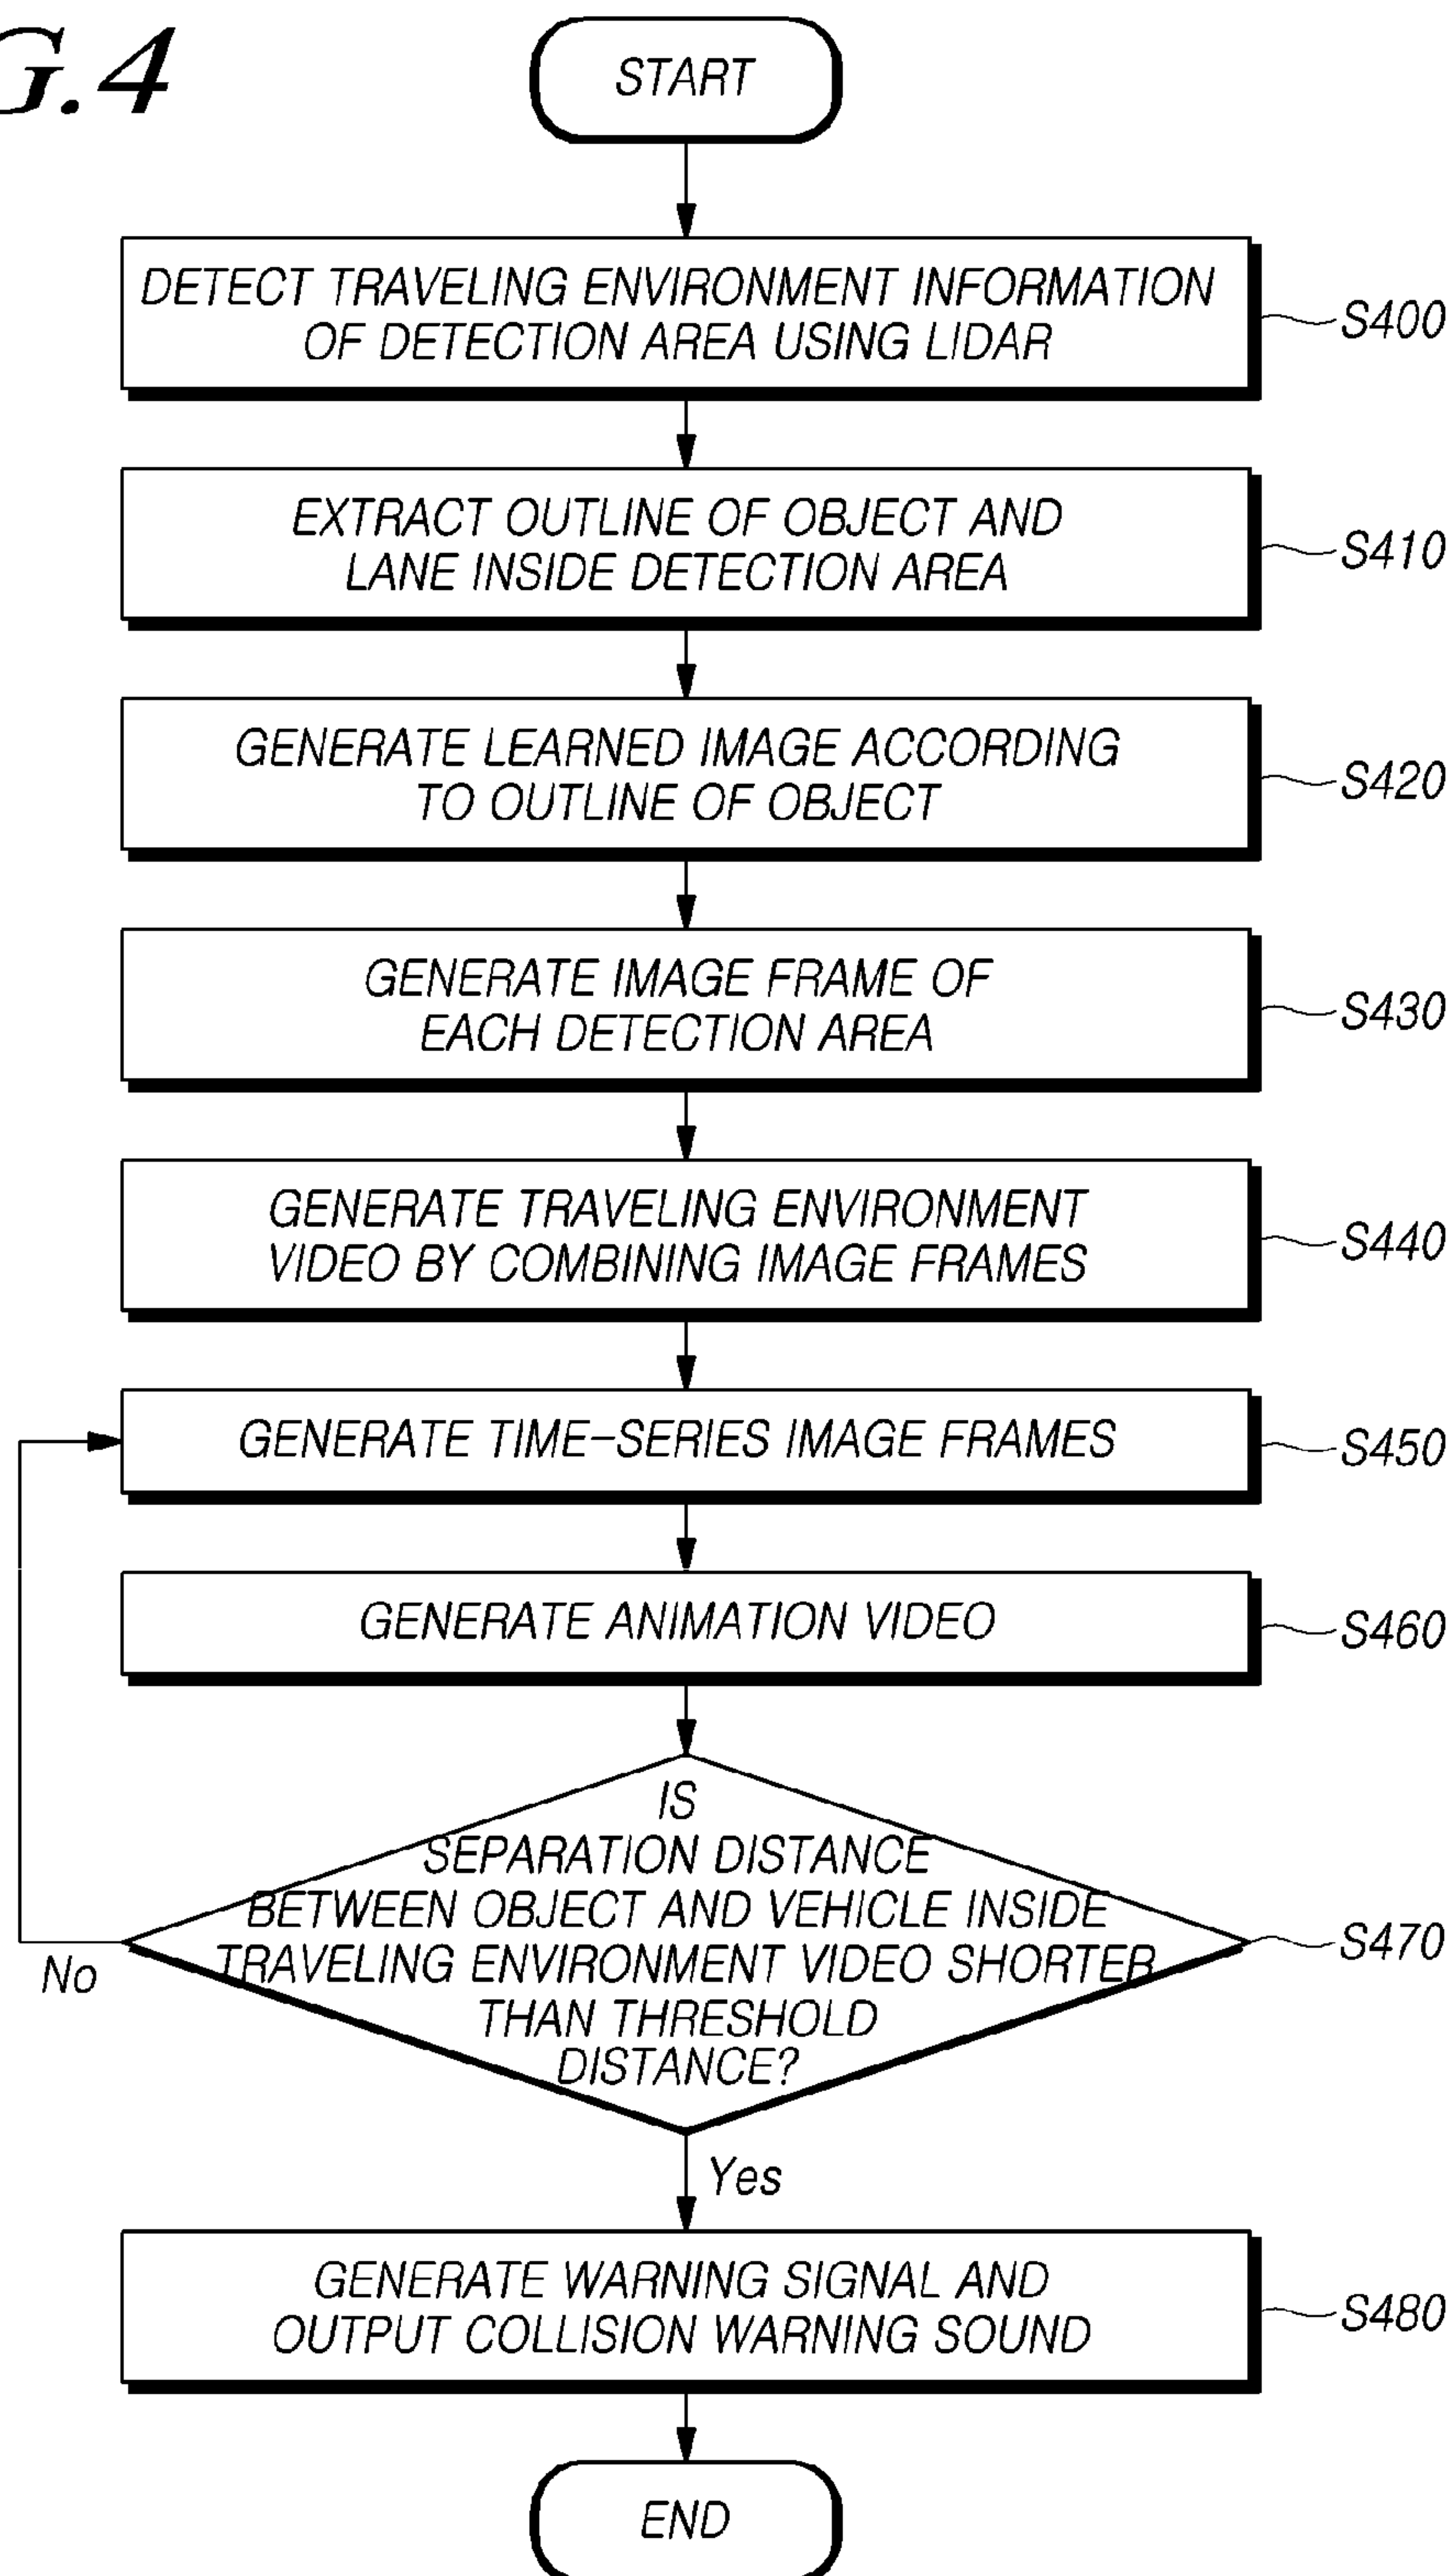 G.4
START
DETECT TRAVELING ENVIRONMENT INFORMATION
OF DETECTION AREA USING LIDAR
S400
EXTRACT OUTLINE OF OBJECT AND
LANE INSIDE DETECTION AREA
S410
GENERATE LEARNED IMAGE ACCORDING
TO OUTLINE OF OBJECT
S420
GENERATE IMAGE FRAME OF
EACH DETECTION AREA
S430
GENERATE TRAVELING ENVIRONMENT
VIDEO BY COMBINING IMAGE FRAMES
S440
GENERATE TIME-SERIES IMAGE FRAMES
S450
GENERATE ANIMATION VIDEO
S460
IS
SEPARATION DISTANCE
BETWEEN OBJECT AND VEHICLE INSIDE
TRAVELING ENVIRONMENT VIDEO SHORTER
THAN THRESHOLD
DISTANCE?
S470
No
Yes
GENERATE WARNING SIGNAL AND
OUTPUT COLLISION WARNING SOUND
S480
END